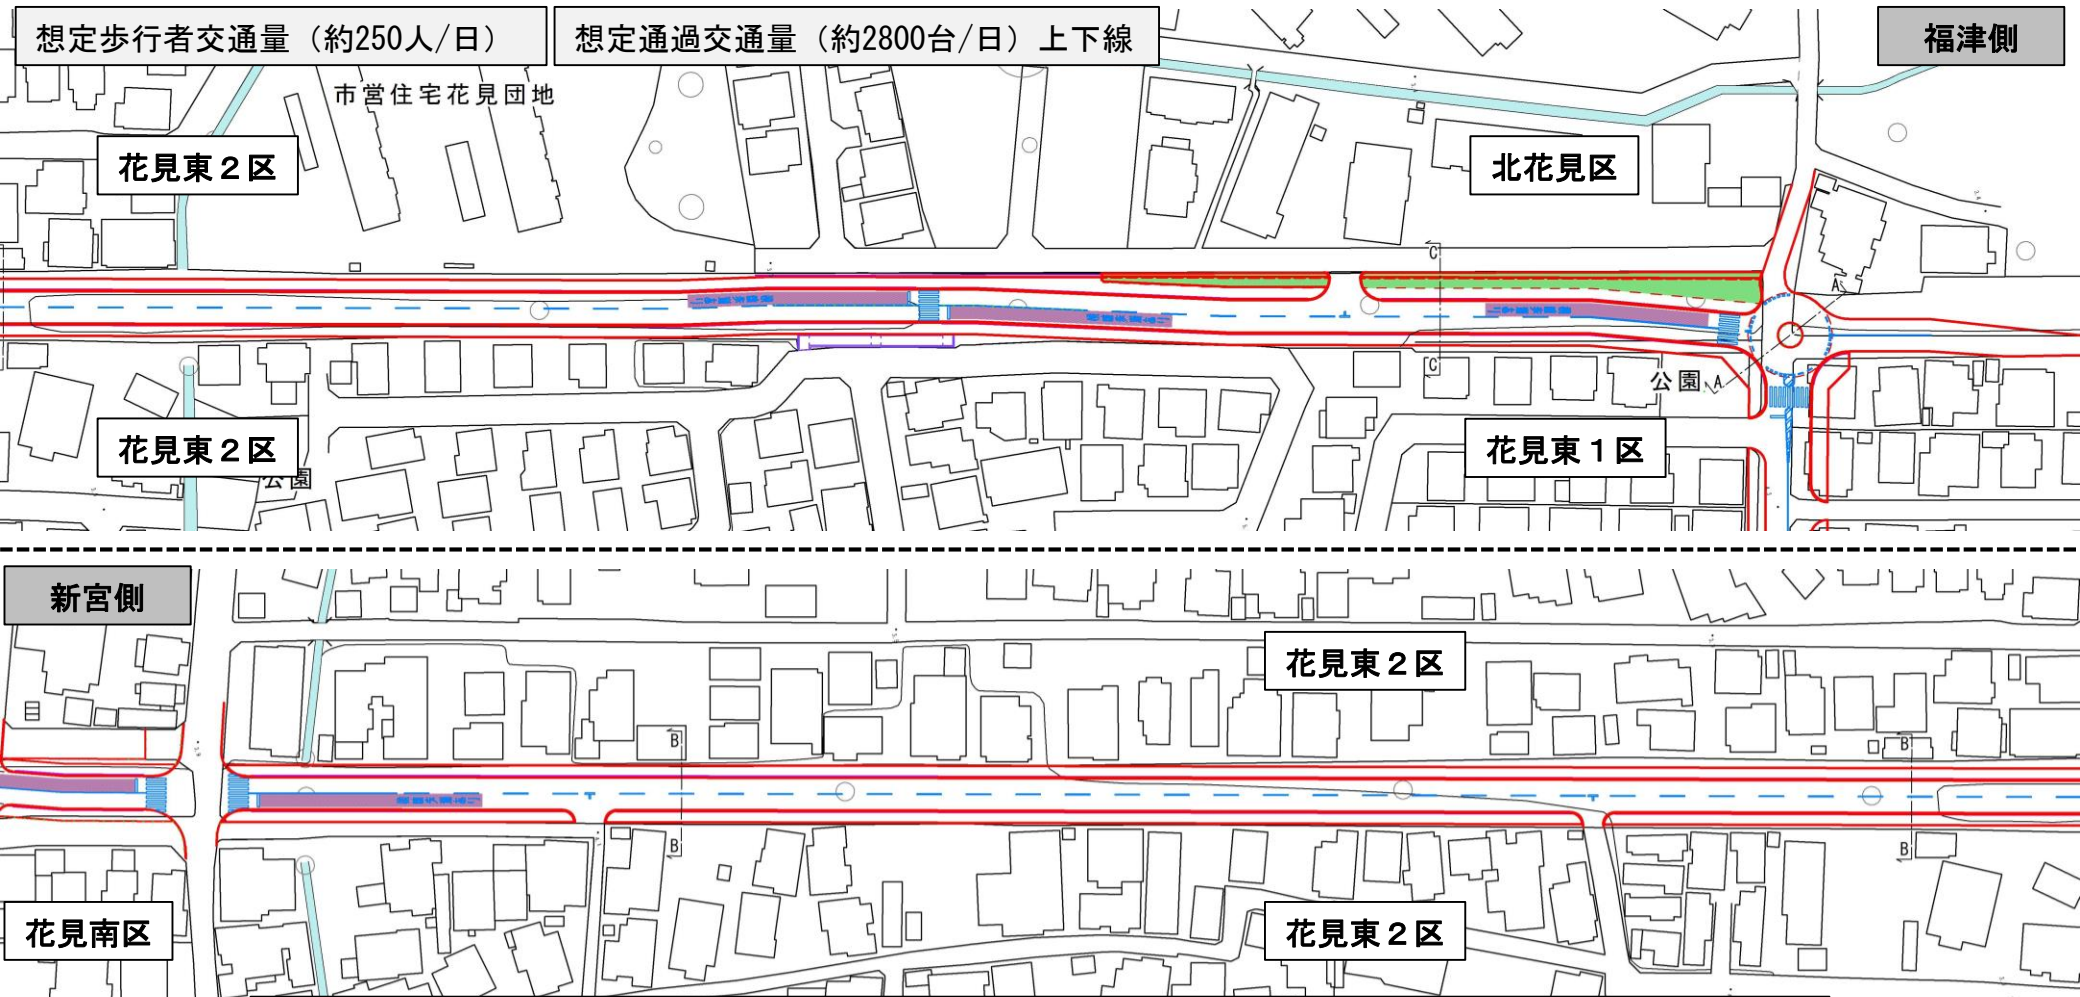 想定歩行者交通量（約250人/日）
想定通過交通量（約2800台/日）上下線
福津側
市営住宅花見団地
花見東２区
北花見区
C
A
C
公園
A
花見東２区
公園
花見東１区
新宮側
花見東２区
B
B
B
B
花見南区
花見東２区